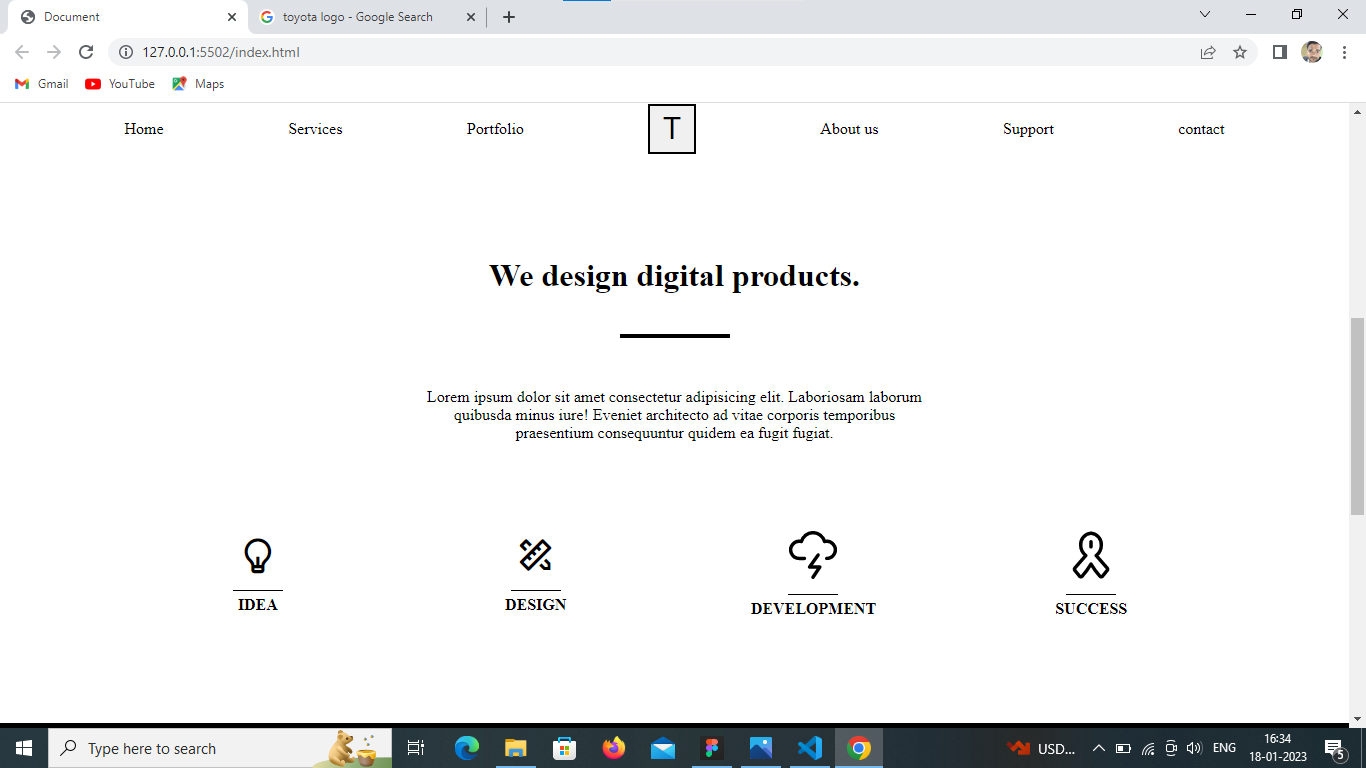 Document
toyota logo - Google Search
127.0.0.1:5502/index.html
Gmail YouTube Maps
Home Services Portfolio T About us Support contact
We design digital products.
Lorem ipsum dolor sit amet consectetur adipisicing elit. Laboriosam laborum
quibusda minus iure! Eveniet architecto ad vitae corporis temporibus
praesentium consequuntur quidem ea fugit fugiat.
IDEA DESIGN DEVELOPMENT SUCCESS
Type here to search
USD...
ENG
16:34
18-01-2023
5